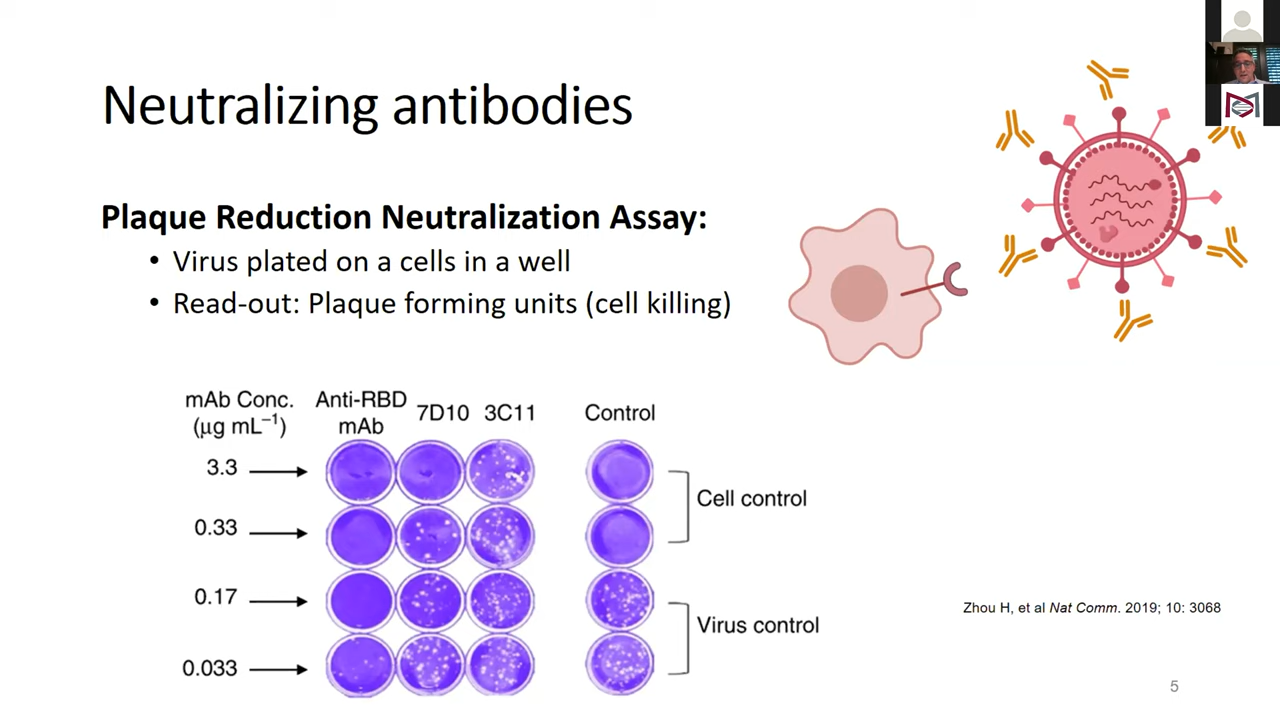 Neutralizing antibodies
Plaque Reduction Neutralization Assay:
• Virus plated on a cells in a well
• Read-out: Plaque forming units (cell killing)
mAb Conc.
(µg mL⁻¹)
Anti-RBD
mAb
7D10
3C11
Control
3.3
0.33
0.17
0.033
Cell control
Virus control
Zhou H, et al Nat Comm. 2019; 10: 3068
5